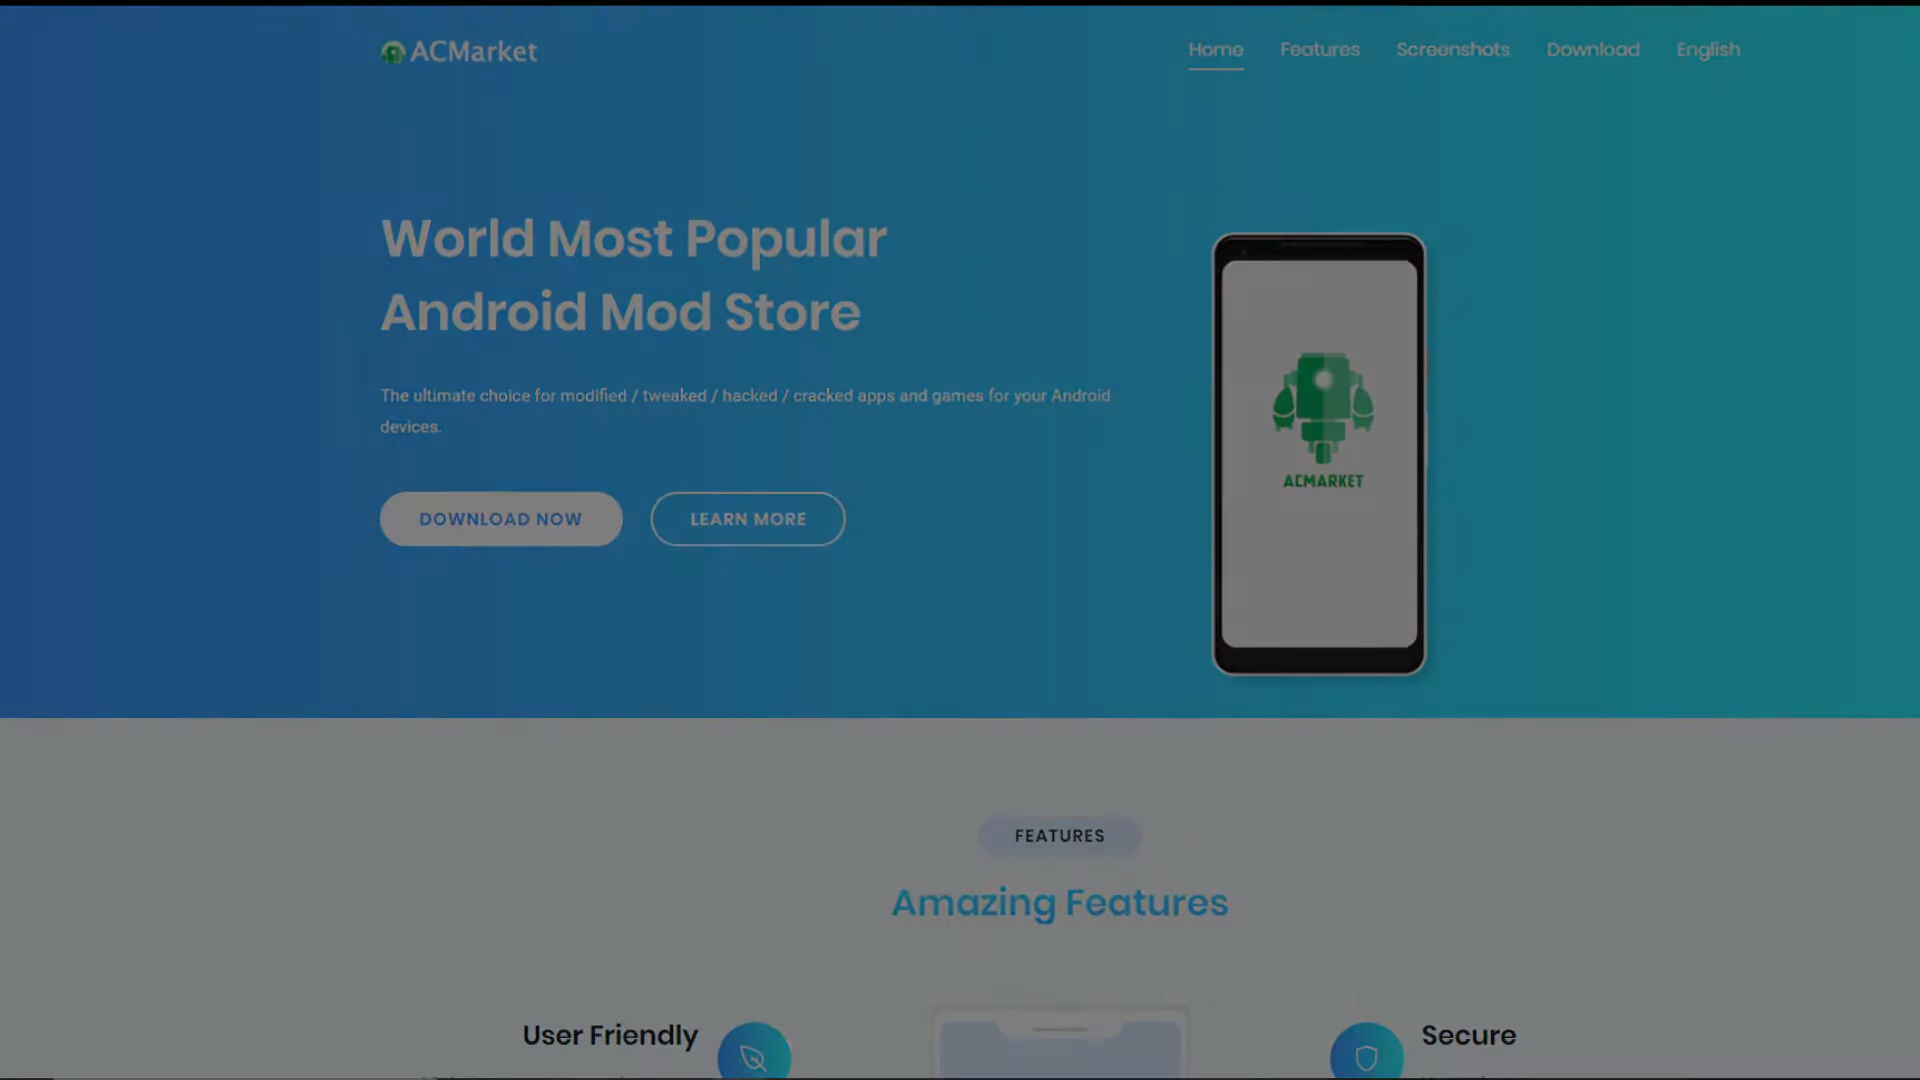 ACMarket
Home Features Screenshots Download English
World Most Popular
Android Mod Store
The ultimate choice for modified / tweaked / hacked / cracked apps and games for your Android
devices.
DOWNLOAD NOW LEARN MORE
ACMARKET
FEATURES
Amazing Features
User Friendly
Secure